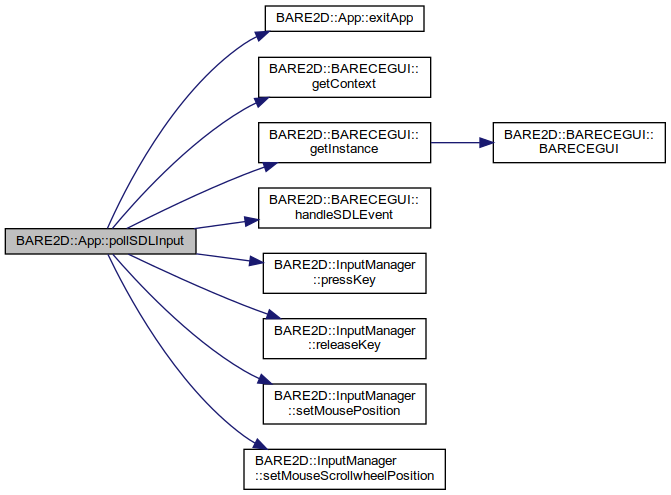 BARE2D::App::exitApp
BARE2D::BARECEGUI::
getContext
BARE2D::BARECEGUI::
getInstance
BARE2D::BARECEGUI::
BARECEGUI
BARE2D::BARECEGUI::
handleSDLEvent
BARE2D::App::pollSDLInput
BARE2D::InputManager
::pressKey
BARE2D::InputManager
::releaseKey
BARE2D::InputManager
::setMousePosition
BARE2D::InputManager
::setMouseScrollwheelPosition